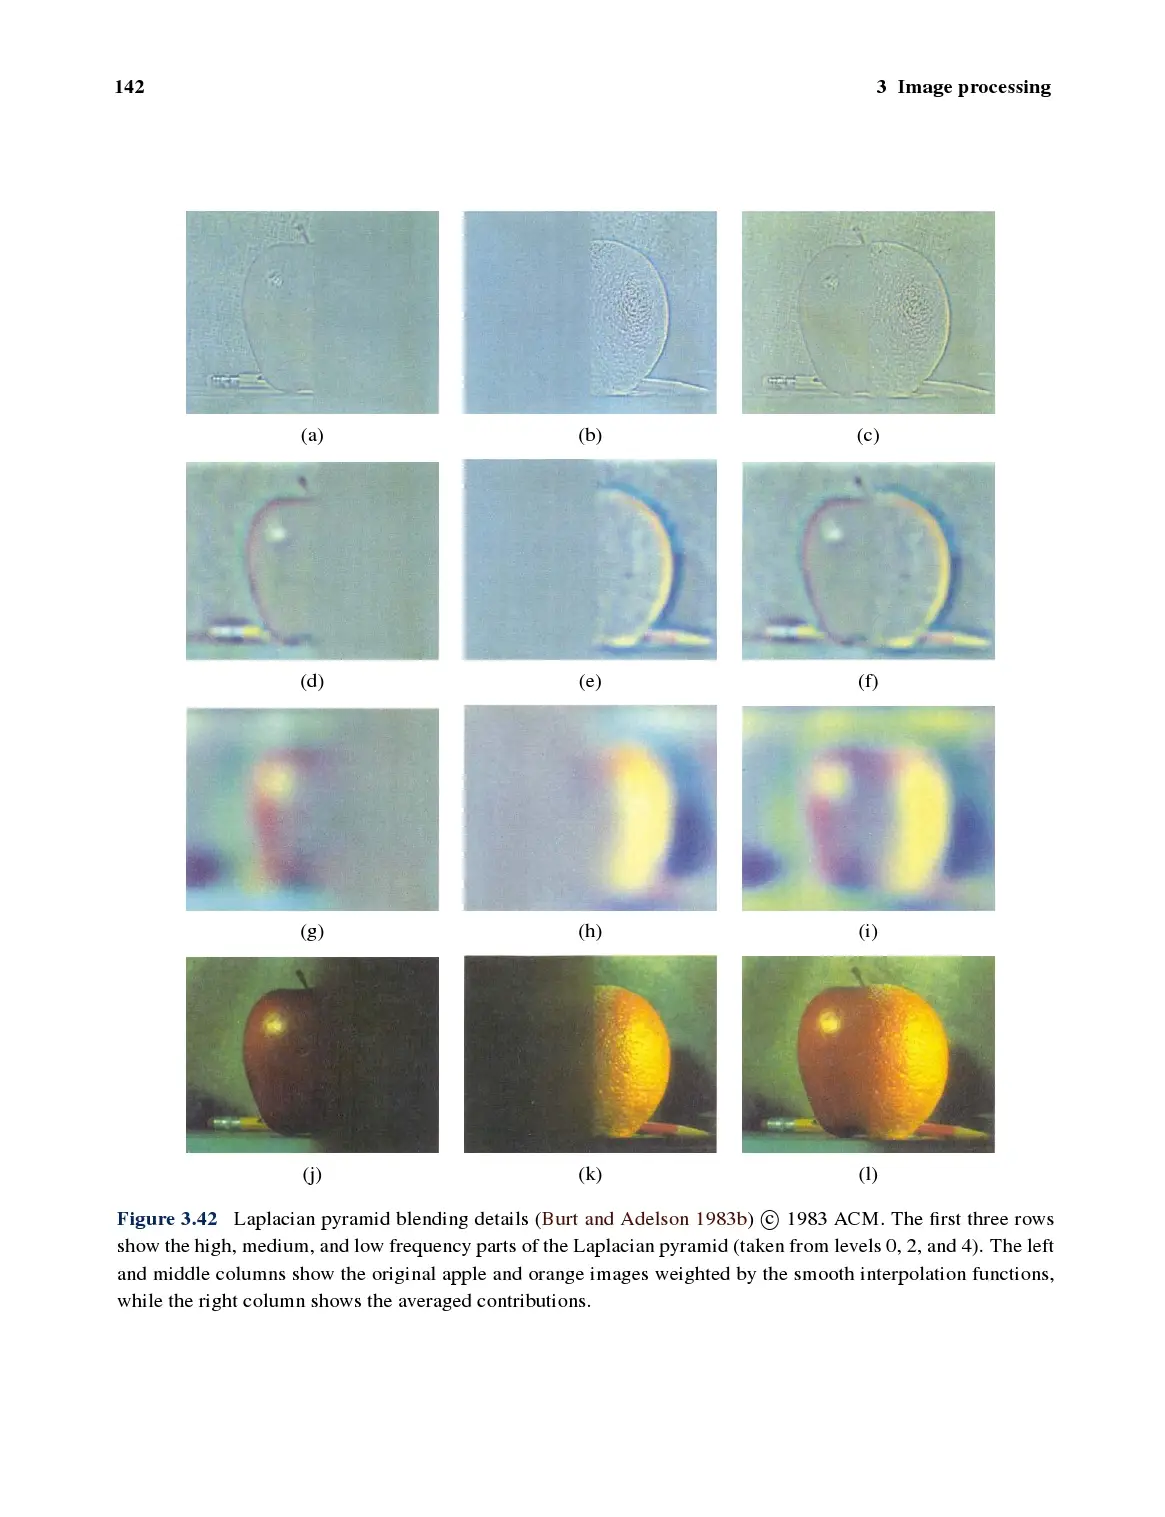 142
3 Image processing
(a)
(b)
(c)
(d)
(e)
(f)
(g)
(h)
(i)
(j)
(k)
(l)
Figure 3.42 Laplacian pyramid blending details (Burt and Adelson 1983b) © 1983 ACM. The first three rows
show the high, medium, and low frequency parts of the Laplacian pyramid (taken from levels 0, 2, and 4). The left
and middle columns show the original apple and orange images weighted by the smooth interpolation functions,
while the right column shows the averaged contributions.